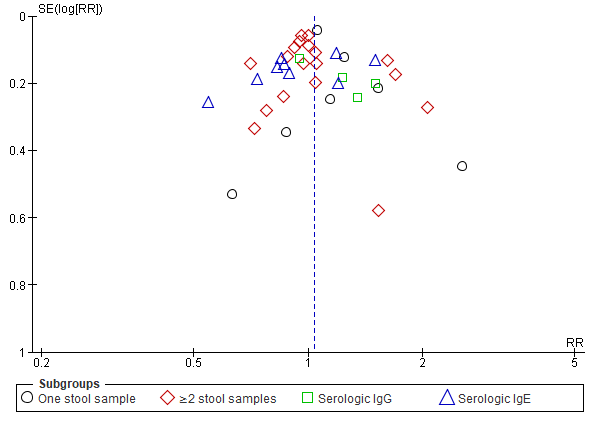 SE(log[RR])
0
0.2
0.4
0.6
0.8
1
RR
0.2 0.5 1 2 5
Subgroups
One stool sample ≥2 stool samples Serologic IgG Serologic IgE